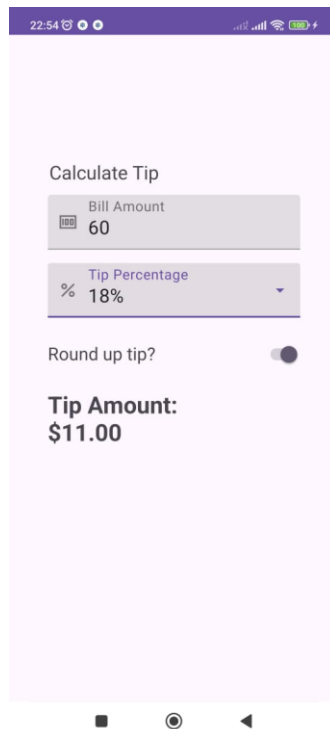 22:54
100
Calculate Tip
Bill Amount
60
Tip Percentage
%
18%
Round up tip?
Tip Amount:
$11.00